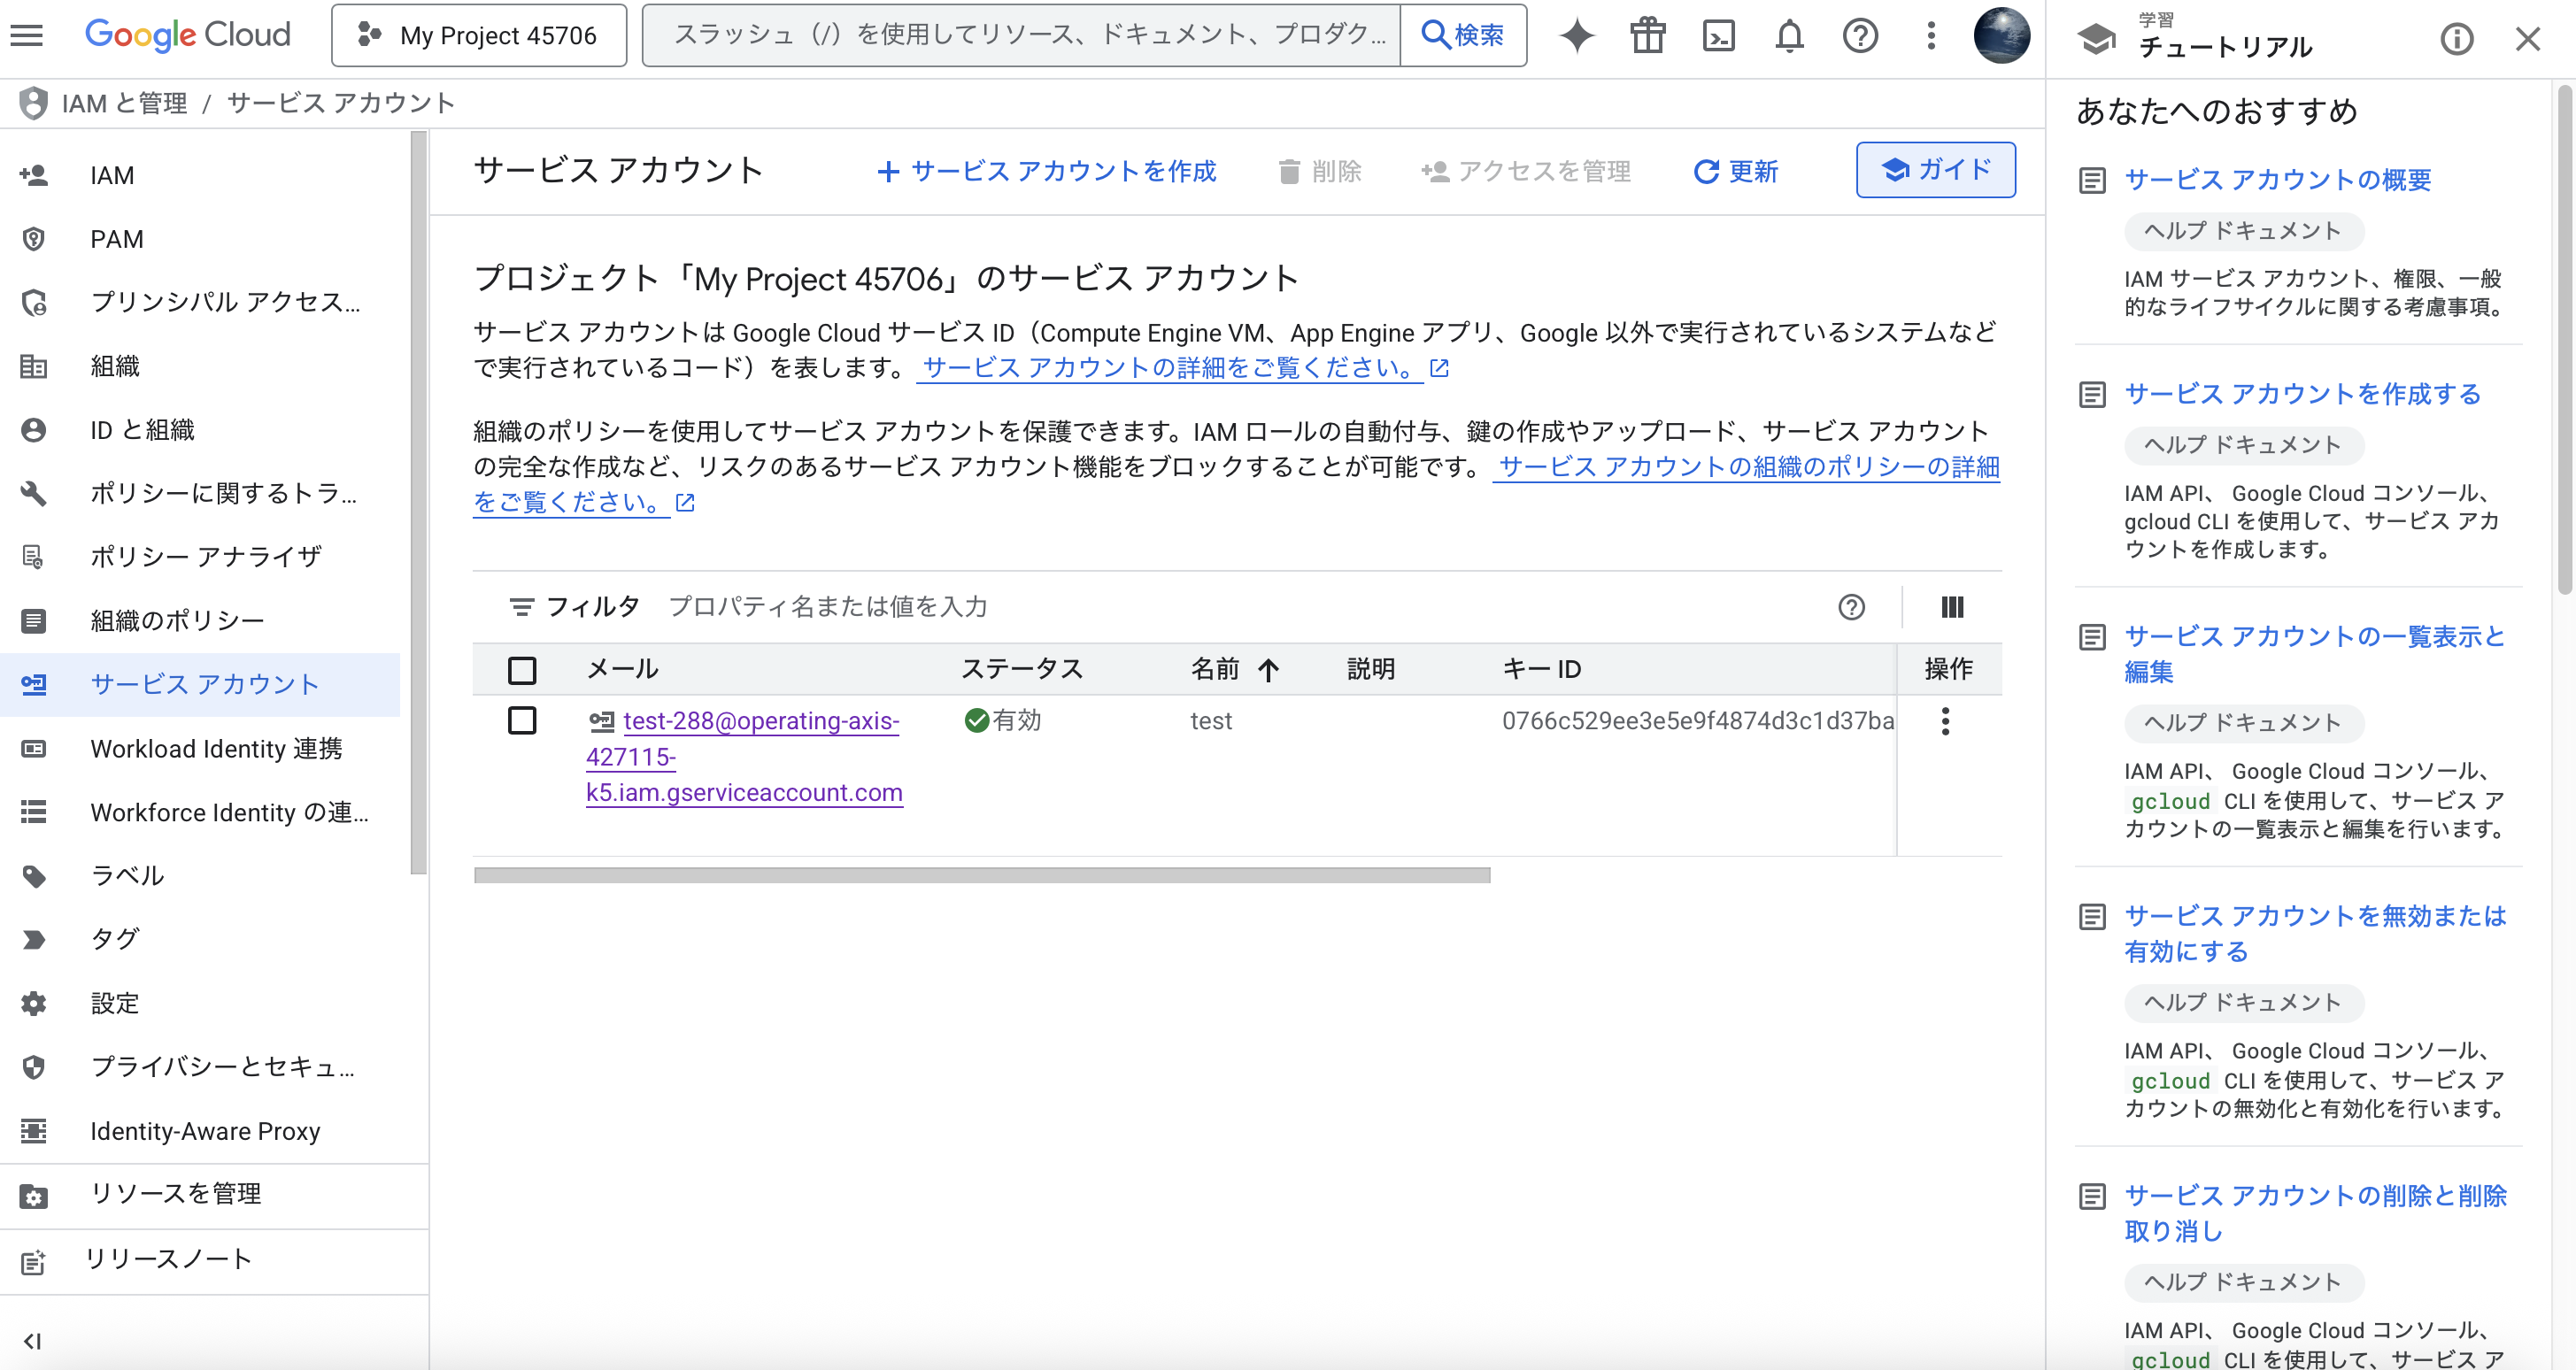 Google Cloud
My Project 45706
スラッシュ（/）を使用してリソース、ドキュメント、プロダク...
検索
IAM と管理 / サービス アカウント
IAM
PAM
プリンシパル アクセス...
組織
ID と組織
ポリシーに関するトラ...
ポリシー アナライザ
組織のポリシー
サービス アカウント
Workload Identity 連携
Workforce Identity の連...
ラベル
タグ
設定
プライバシーとセキュ...
Identity-Aware Proxy
リソースを管理
リリースノート
サービス アカウント
サービス アカウントを作成
削除
アクセスを管理
更新
ガイド
プロジェクト「My Project 45706」のサービス アカウント
サービス アカウントは Google Cloud サービス ID（Compute Engine VM、App Engine アプリ、Google 以外で実行されているシステムなど
で実行されているコード）を表します。 サービス アカウントの詳細をご覧ください。
組織のポリシーを使用してサービス アカウントを保護できます。IAM ロールの自動付与、鍵の作成やアップロード、サービス アカウント
の完全な作成など、リスクのあるサービス アカウント機能をブロックすることが可能です。 サービス アカウントの組織のポリシーの詳細
をご覧ください。
フィルタ プロパティ名または値を入力
メール ステータス 名前 説明 キー ID 操作
test-288@operating-axis- 有効 test 0766c529ee3e5e9f4874d3c1d37ba
427115-
k5.iam.gserviceaccount.com
学習
チュートリアル
あなたへのおすすめ
サービス アカウントの概要
ヘルプ ドキュメント
IAM サービス アカウント、権限、一般
的なライフサイクルに関する考慮事項。
サービス アカウントを作成する
ヘルプ ドキュメント
IAM API、 Google Cloud コンソール、
gcloud CLI を使用して、サービス アカ
ウントを作成します。
サービス アカウントの一覧表示と
編集
ヘルプ ドキュメント
IAM API、 Google Cloud コンソール、
gcloud CLI を使用して、サービス ア
カウントの一覧表示と編集を行います。
サービス アカウントを無効または
有効にする
ヘルプ ドキュメント
IAM API、 Google Cloud コンソール、
gcloud CLI を使用して、サービス ア
カウントの無効化と有効化を行います。
サービス アカウントの削除と削除
取り消し
ヘルプ ドキュメント
IAM API、 Google Cloud コンソール、
gcloud CLI を使用して、サービス ア